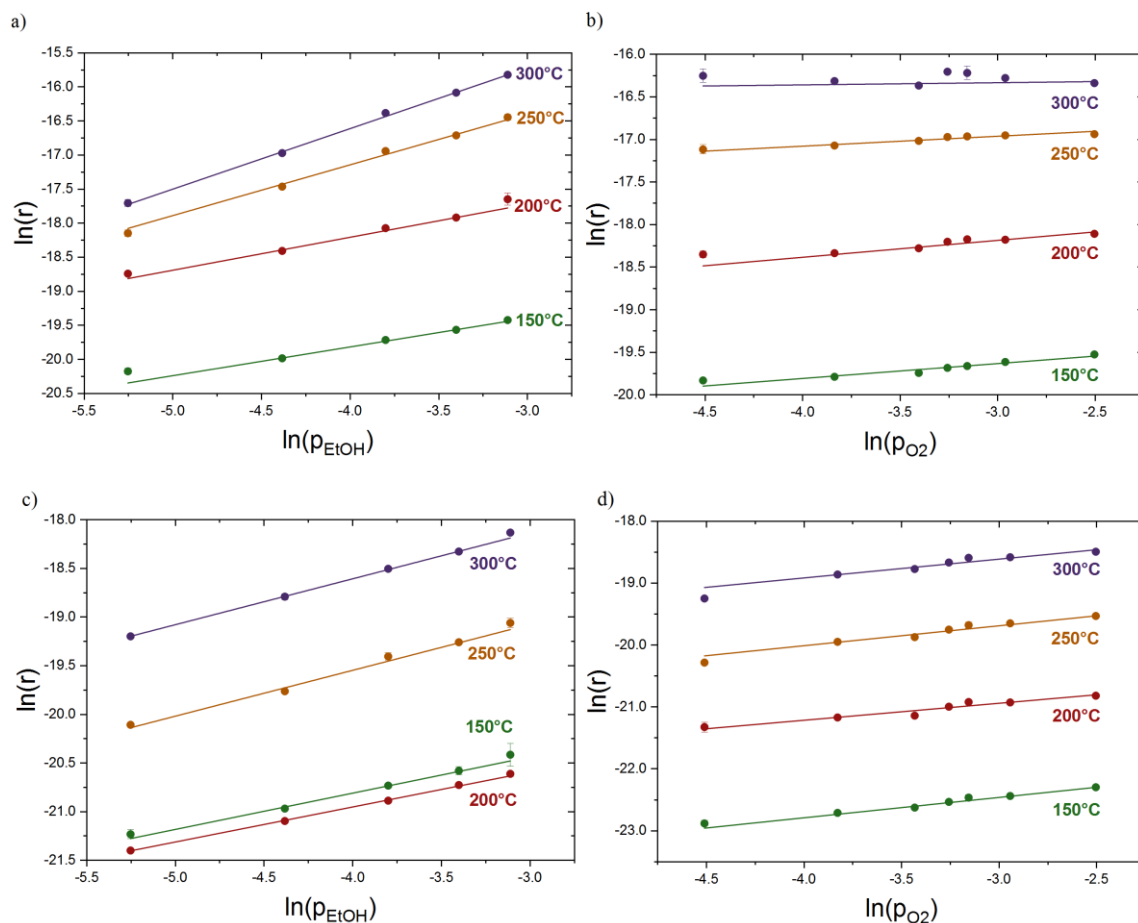 a)
-15.5
-16.0
-16.5
-17.0
-17.5
-18.0
-18.5
-19.0
-19.5
-20.0
-20.5
ln(r)
300°C
250°C
200°C
150°C
-5.5
-5.0
-4.5
-4.0
-3.5
-3.0
ln(pEtOH)
b)
-16.0
-16.5
-17.0
-17.5
-18.0
-18.5
-19.0
-19.5
-20.0
ln(r)
300°C
250°C
200°C
150°C
-4.5
-4.0
-3.5
-3.0
-2.5
ln(pO2)
c)
-18.0
-18.5
-19.0
-19.5
-20.0
-20.5
-21.0
-21.5
ln(r)
300°C
250°C
150°C
200°C
-5.5
-5.0
-4.5
-4.0
-3.5
-3.0
ln(pEtOH)
d)
-18.0
-19.0
-20.0
-21.0
-22.0
-23.0
ln(r)
300°C
250°C
200°C
150°C
-4.5
-4.0
-3.5
-3.0
-2.5
ln(pO2)